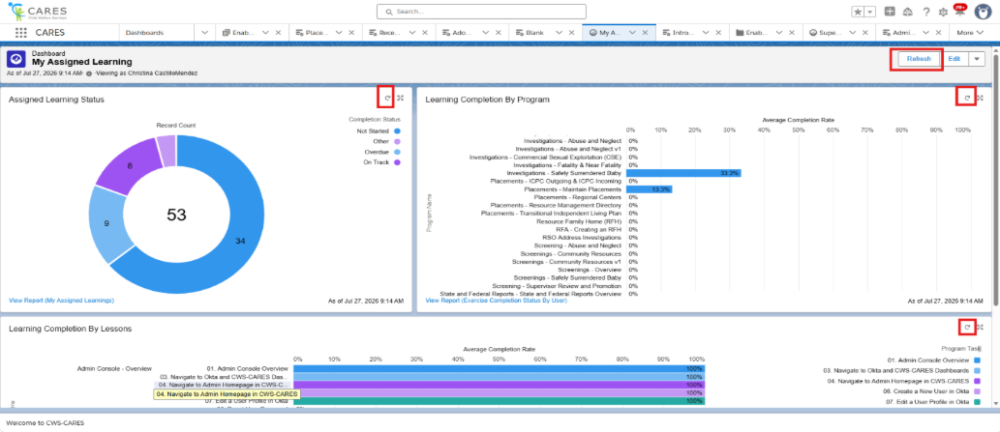 CARES
Child Welfare Services
Search...
20+
CARES
Dashboards
Enab...
Place...
Rece...
Ado...
Blank
My A...
Intro...
Enab...
Supe...
Admi...
More
Dashboard
My Assigned Learning
As of Jul 27, 2026 9:14 AM Viewing as Christina CastilloMendez
Refresh
Edit
Assigned Learning Status
Record Count
Completion Status
Not Started
Other
Overdue
On Track
8
53
9
34
View Report (My Assigned Learnings)
As of Jul 27, 2026 9:14 AM
Learning Completion By Program
Average Completion Rate
0% 10% 20% 30% 40% 50% 60% 70% 80% 90% 100%
Program Name
Investigations - Abuse and Neglect 0%
Investigations - Abuse and Neglect v1 0%
Investigations - Commercial Sexual Exploitation (CSE) 0%
Investigations - Fatality & Near Fatality 0%
Investigations - Safely Surrendered Baby 33.3%
Placements - ICPC Outgoing & ICPC Incoming 0%
Placements - Maintain Placements 13.3%
Placements - Regional Centers 0%
Placements - Resource Management Directory 0%
Placements - Transitional Independent Living Plan 0%
Resource Family Home (RFH) 0%
RFA - Creating an RFH 0%
RSO Address Investigations 0%
Screening - Abuse and Neglect 0%
Screenings - Community Resources 0%
Screenings - Community Resources v1 0%
Screenings - Overview 0%
Screenings - Safely Surrendered Baby 0%
Screening - Supervisor Review and Promotion 0%
State and Federal Reports - State and Federal Reports Overview 0%
View Report (Exercise Completion Status By User)
As of Jul 27, 2026 9:14 AM
Learning Completion By Lessons
Average Completion Rate
0% 10% 20% 30% 40% 50% 60% 70% 80% 90% 100%
Program Task
Admin Console - Overview
01. Admin Console Overview 100%
03. Navigate to Okta and CWS-CARES Das... 100%
04. Navigate to Admin Homepage in CWS-C... 100%
04. Navigate to Admin Homepage in CWS-CARES 100%
07. Edit a User Profile in Okta 100%
01. Admin Console Overview
03. Navigate to Okta and CWS-CARES Dashboards
04. Navigate to Admin Homepage in CWS-CARES
06. Create a New User in Okta
07. Edit a User Profile in Okta
Welcome to CWS-CARES